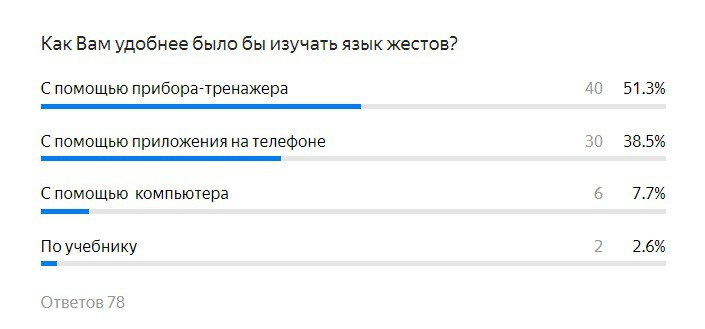 Как Вам удобнее было бы изучать язык жестов?
С помощью прибора-тренажера 40 51.3%
С помощью приложения на телефоне 30 38.5%
С помощью компьютера 6 7.7%
По учебнику 2 2.6%
Ответов 78